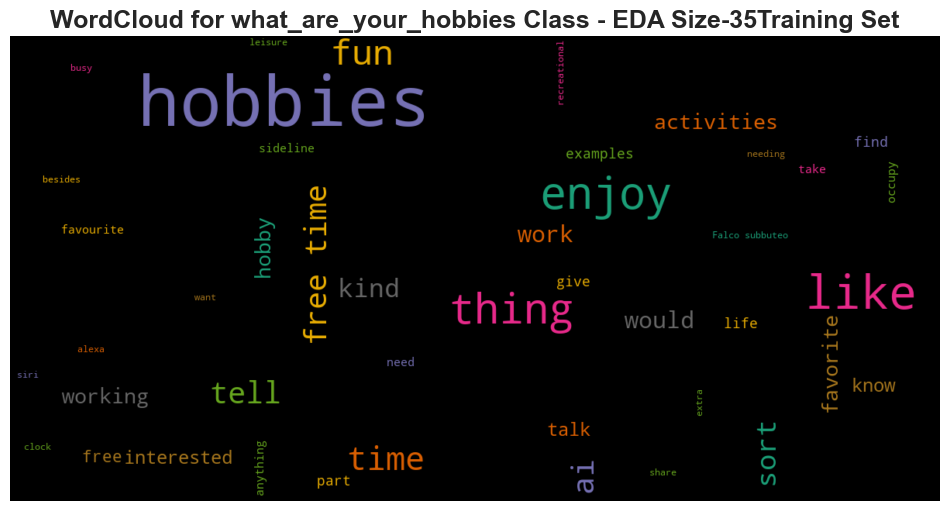 WordCloud for what_are_your_hobbies Class - EDA Size-35Training Set
leisure
fun
busy
recreational
hobbies
activities
find
sideline
examples
needing
take
occupy
besides
enjoy
free time
hobby
favourite
work
Falco subbuteo
kind
give
like
want
thing
would
life
favorite
alexa
need
siri
know
working
tell
extra
talk
sort
clock
free
interested
anything
time
part
ai
share